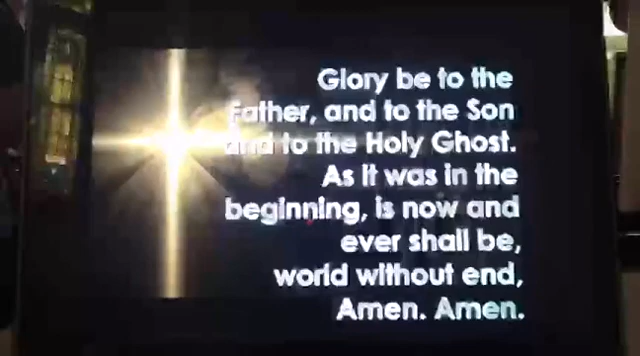 Glory be to the
Father, and to the Son
and to the Holy Ghost.
As it was in the
beginning, is now and
ever shall be,
world without end,
Amen. Amen.